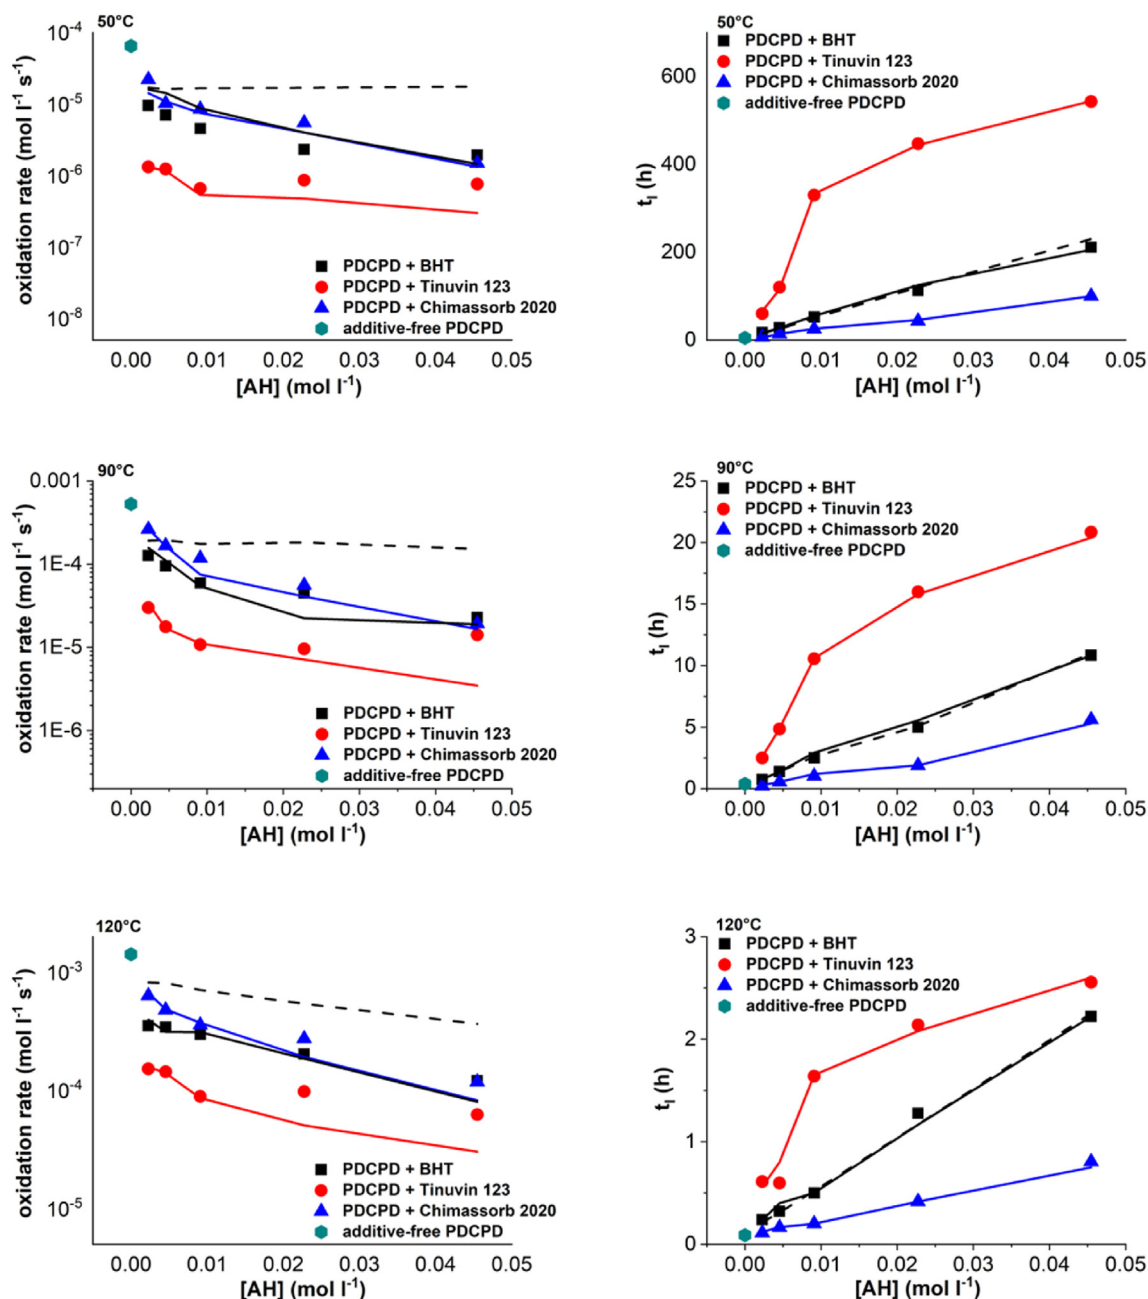 50°C
10⁻⁴
10⁻⁵
10⁻⁶
10⁻⁷
10⁻⁸
oxidation rate (mol l⁻¹ s⁻¹)
PDCPD + BHT
PDCPD + Tinuvin 123
PDCPD + Chimassorb 2020
additive-free PDCPD
0.00 0.01 0.02 0.03 0.04 0.05
[AH] (mol l⁻¹)
50°C
PDCPD + BHT
PDCPD + Tinuvin 123
PDCPD + Chimassorb 2020
additive-free PDCPD
600
400
200
0
tI (h)
0.00 0.01 0.02 0.03 0.04 0.05
[AH] (mol l⁻¹)
90°C
0.001
1E-4
1E-5
1E-6
oxidation rate (mol l⁻¹ s⁻¹)
PDCPD + BHT
PDCPD + Tinuvin 123
PDCPD + Chimassorb 2020
additive-free PDCPD
0.00 0.01 0.02 0.03 0.04 0.05
[AH] (mol l⁻¹)
90°C
PDCPD + BHT
PDCPD + Tinuvin 123
PDCPD + Chimassorb 2020
additive-free PDCPD
25
20
15
10
5
0
tI (h)
0.00 0.01 0.02 0.03 0.04 0.05
[AH] (mol l⁻¹)
120°C
10⁻³
10⁻⁴
10⁻⁵
oxidation rate (mol l⁻¹ s⁻¹)
PDCPD + BHT
PDCPD + Tinuvin 123
PDCPD + Chimassorb 2020
additive-free PDCPD
0.00 0.01 0.02 0.03 0.04 0.05
[AH] (mol l⁻¹)
120°C
PDCPD + BHT
PDCPD + Tinuvin 123
PDCPD + Chimassorb 2020
additive-free PDCPD
3
2
1
0
tI (h)
0.00 0.01 0.02 0.03 0.04 0.05
[AH] (mol l⁻¹)